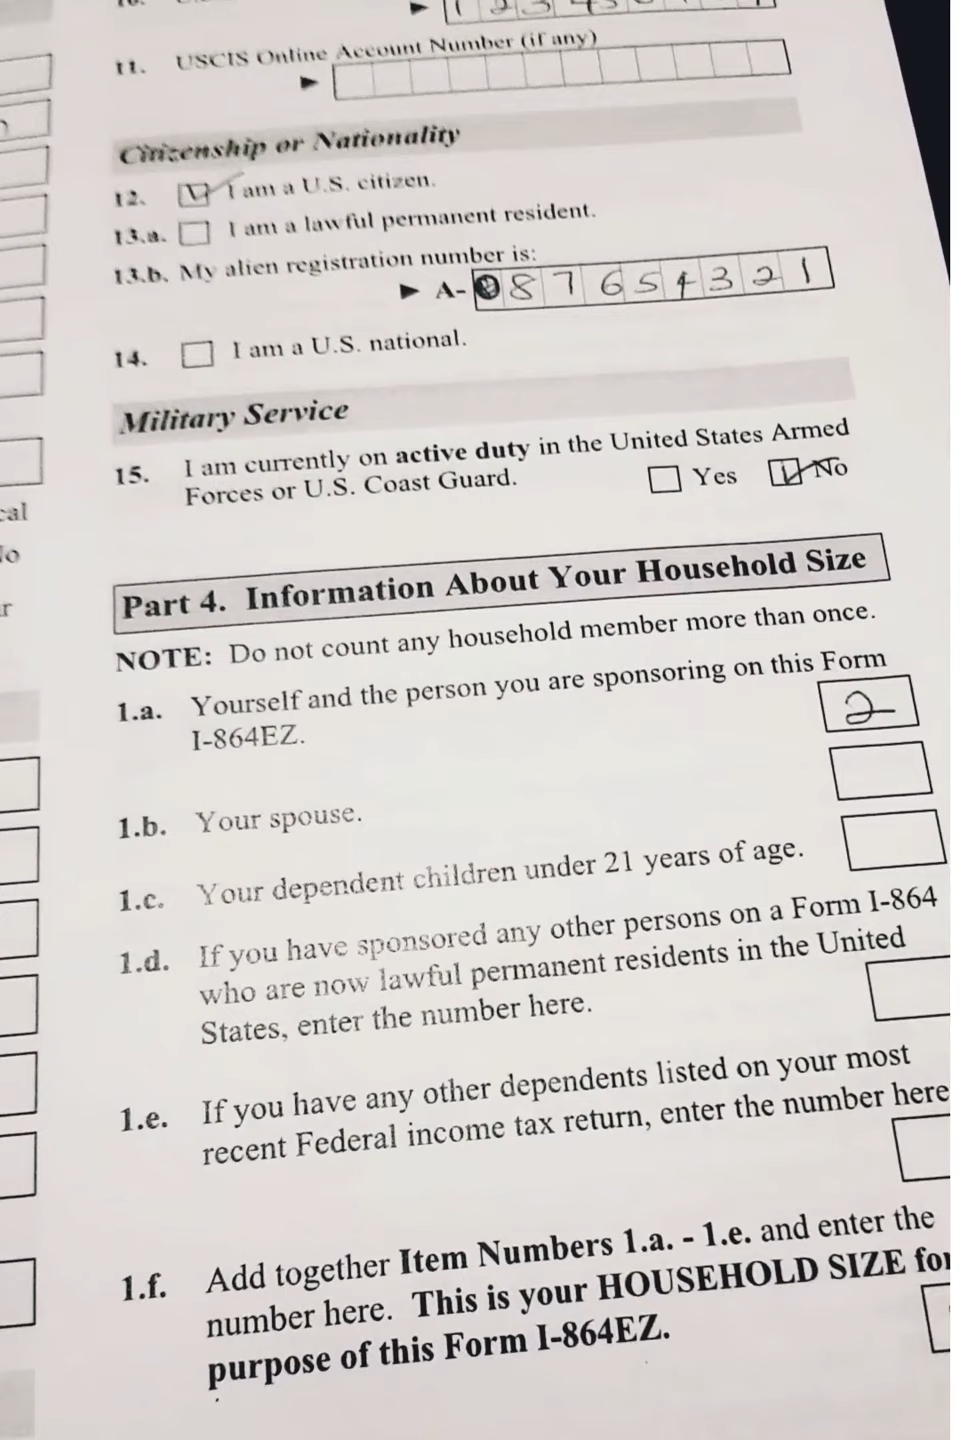 11. USCIS Online Account Number (if any)
Citizenship or Nationality
12. I am a U.S. citizen.
13.a. I am a lawful permanent resident.
13.b. My alien registration number is:
A- 8 7 6 5 4 3 2 1
14. I am a U.S. national.
Military Service
15. I am currently on active duty in the United States Armed
Forces or U.S. Coast Guard. Yes No
Part 4. Information About Your Household Size
NOTE: Do not count any household member more than once.
1.a. Yourself and the person you are sponsoring on this Form
I-864EZ. 2
1.b. Your spouse.
1.c. Your dependent children under 21 years of age.
1.d. If you have sponsored any other persons on a Form I-864
who are now lawful permanent residents in the United
States, enter the number here.
1.e. If you have any other dependents listed on your most
recent Federal income tax return, enter the number here
1.f. Add together Item Numbers 1.a. - 1.e. and enter the
number here. This is your HOUSEHOLD SIZE for
purpose of this Form I-864EZ.